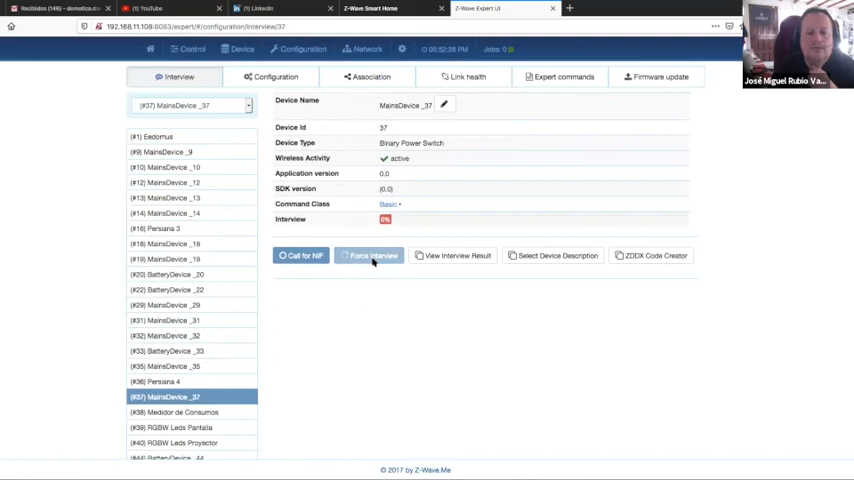 Recibidos (146) - domotica.d
(1) YouTube
(1) LinkedIn
Z-Wave Smart Home
Z-Wave Expert UI
192.168.11.108:8083/expert/#/configuration/interview/37
Control
Device
Configuration
Network
05:52:28 PM
Jobs: 0
José Miguel Rubio Va...
Interview
Configuration
Association
Link health
Expert commands
Firmware update
(#37) MainsDevice _37
Device Name
MainsDevice _37
Device Id
37
Device Type
Binary Power Switch
Wireless Activity
active
Application version
0.0
SDK version
(0.0)
Command Class
Basic
Interview
0%
Call for NIF
Force Interview
View Interview Result
Select Device Description
ZDDX Code Creator
(#1) Eedomus
(#9) MainsDevice _9
(#10) MainsDevice _10
(#12) MainsDevice _12
(#13) MainsDevice _13
(#14) MainsDevice _14
(#16) Persiana 3
(#18) MainsDevice _18
(#19) MainsDevice _19
(#20) BatteryDevice _20
(#22) BatteryDevice _22
(#29) MainsDevice _29
(#31) MainsDevice _31
(#32) MainsDevice _32
(#33) BatteryDevice _33
(#35) MainsDevice _35
(#36) Persiana 4
(#37) MainsDevice _37
(#38) Medidor de Consumos
(#39) RGBW Leds Pantalla
(#40) RGBW Leds Proyector
(#44) BatteryDevice _44
© 2017 by Z-Wave.Me